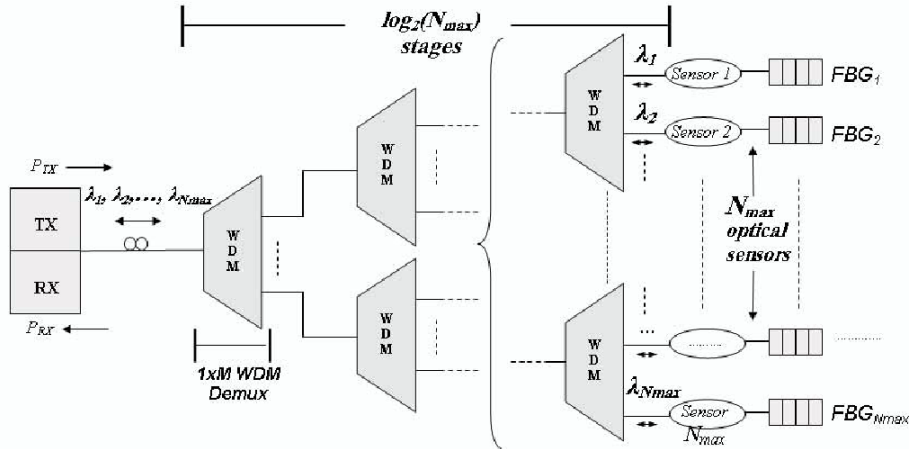 log2(Nmax)
stages
PTX
λ1, λ2,..., λNmax
TX
RX
PRX
WDM
1xM WDM
Demux
WDM
WDM
WDM
λ1
Sensor 1
FBG1
λ2
Sensor 2
FBG2
Nmax
optical
sensors
WDM
...
.........
..........
λNmax
Sensor
Nmax
FBGNmax